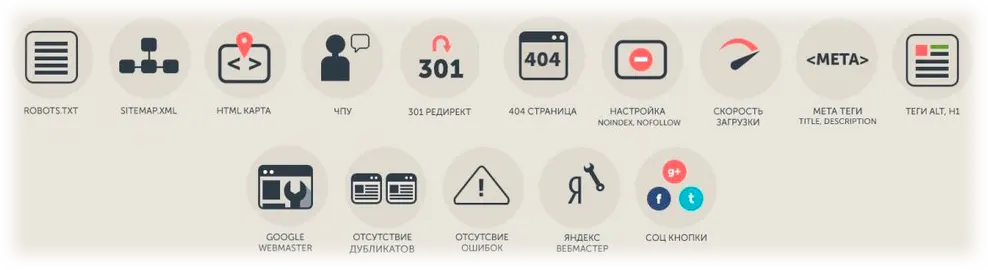 < >
301
404
<META>
ROBOTS.TXT
SITEMAP.XML
HTML КАРТА
ЧПУ
301 РЕДИРЕКТ
404 СТРАНИЦА
НАСТРОЙКА
NOINDEX, NOFOLLOW
СКОРОСТЬ
ЗАГРУЗКИ
МЕТА ТЕГИ
TITLE, DESCRIPTION
ТЕГИ ALT, H1
!
Я
g+
f
t
GOOGLE
WEBMASTER
ОТСУТСТВИЕ
ДУБЛИКАТОВ
ОТСУТСВИЕ
ОШИБОК
ЯНДЕКС
ВЕБМАСТЕР
СОЦ КНОПКИ